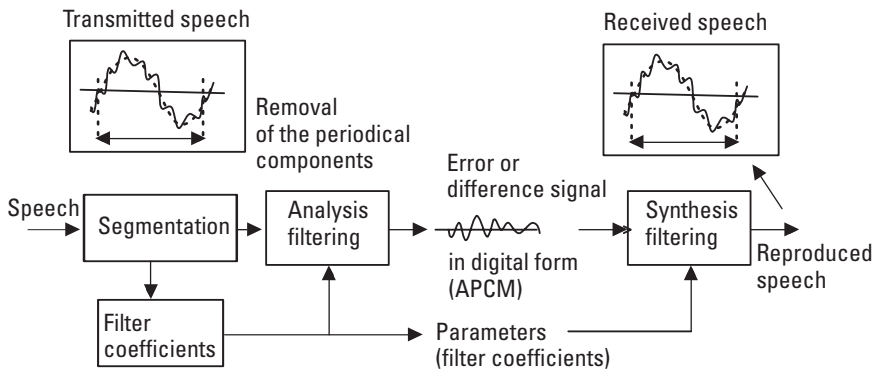 Transmitted speech
Received speech
Removal
of the periodical
components
Error or
difference signal
Speech
Segmentation
Analysis
filtering
Synthesis
filtering
in digital form
(APCM)
Reproduced
speech
Filter
coefficients
Parameters
(filter coefficients)